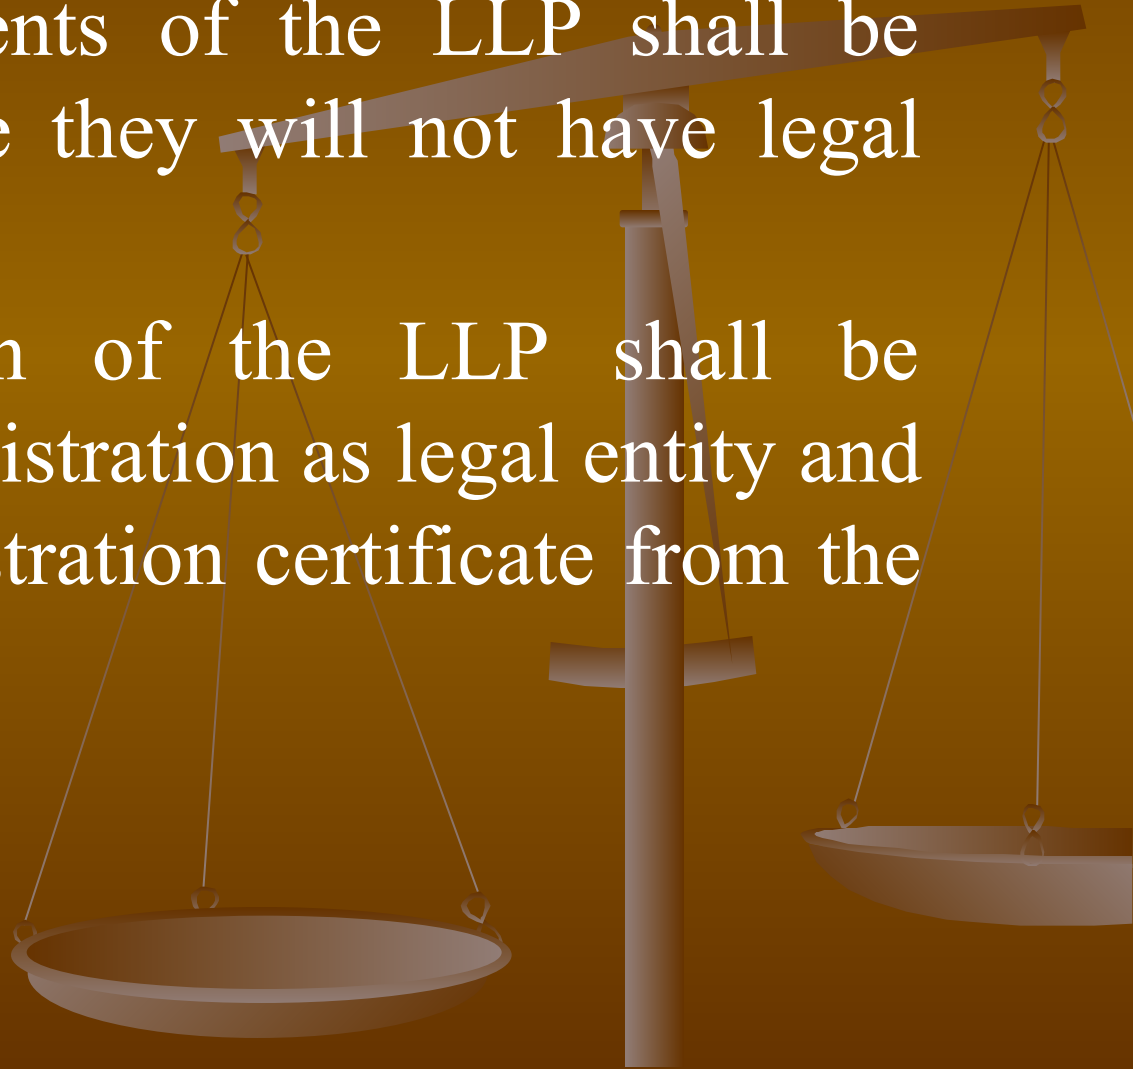 ents of the LLP shall be
they will not have legal
of the LLP shall be
istration as legal entity and
tration certificate from the